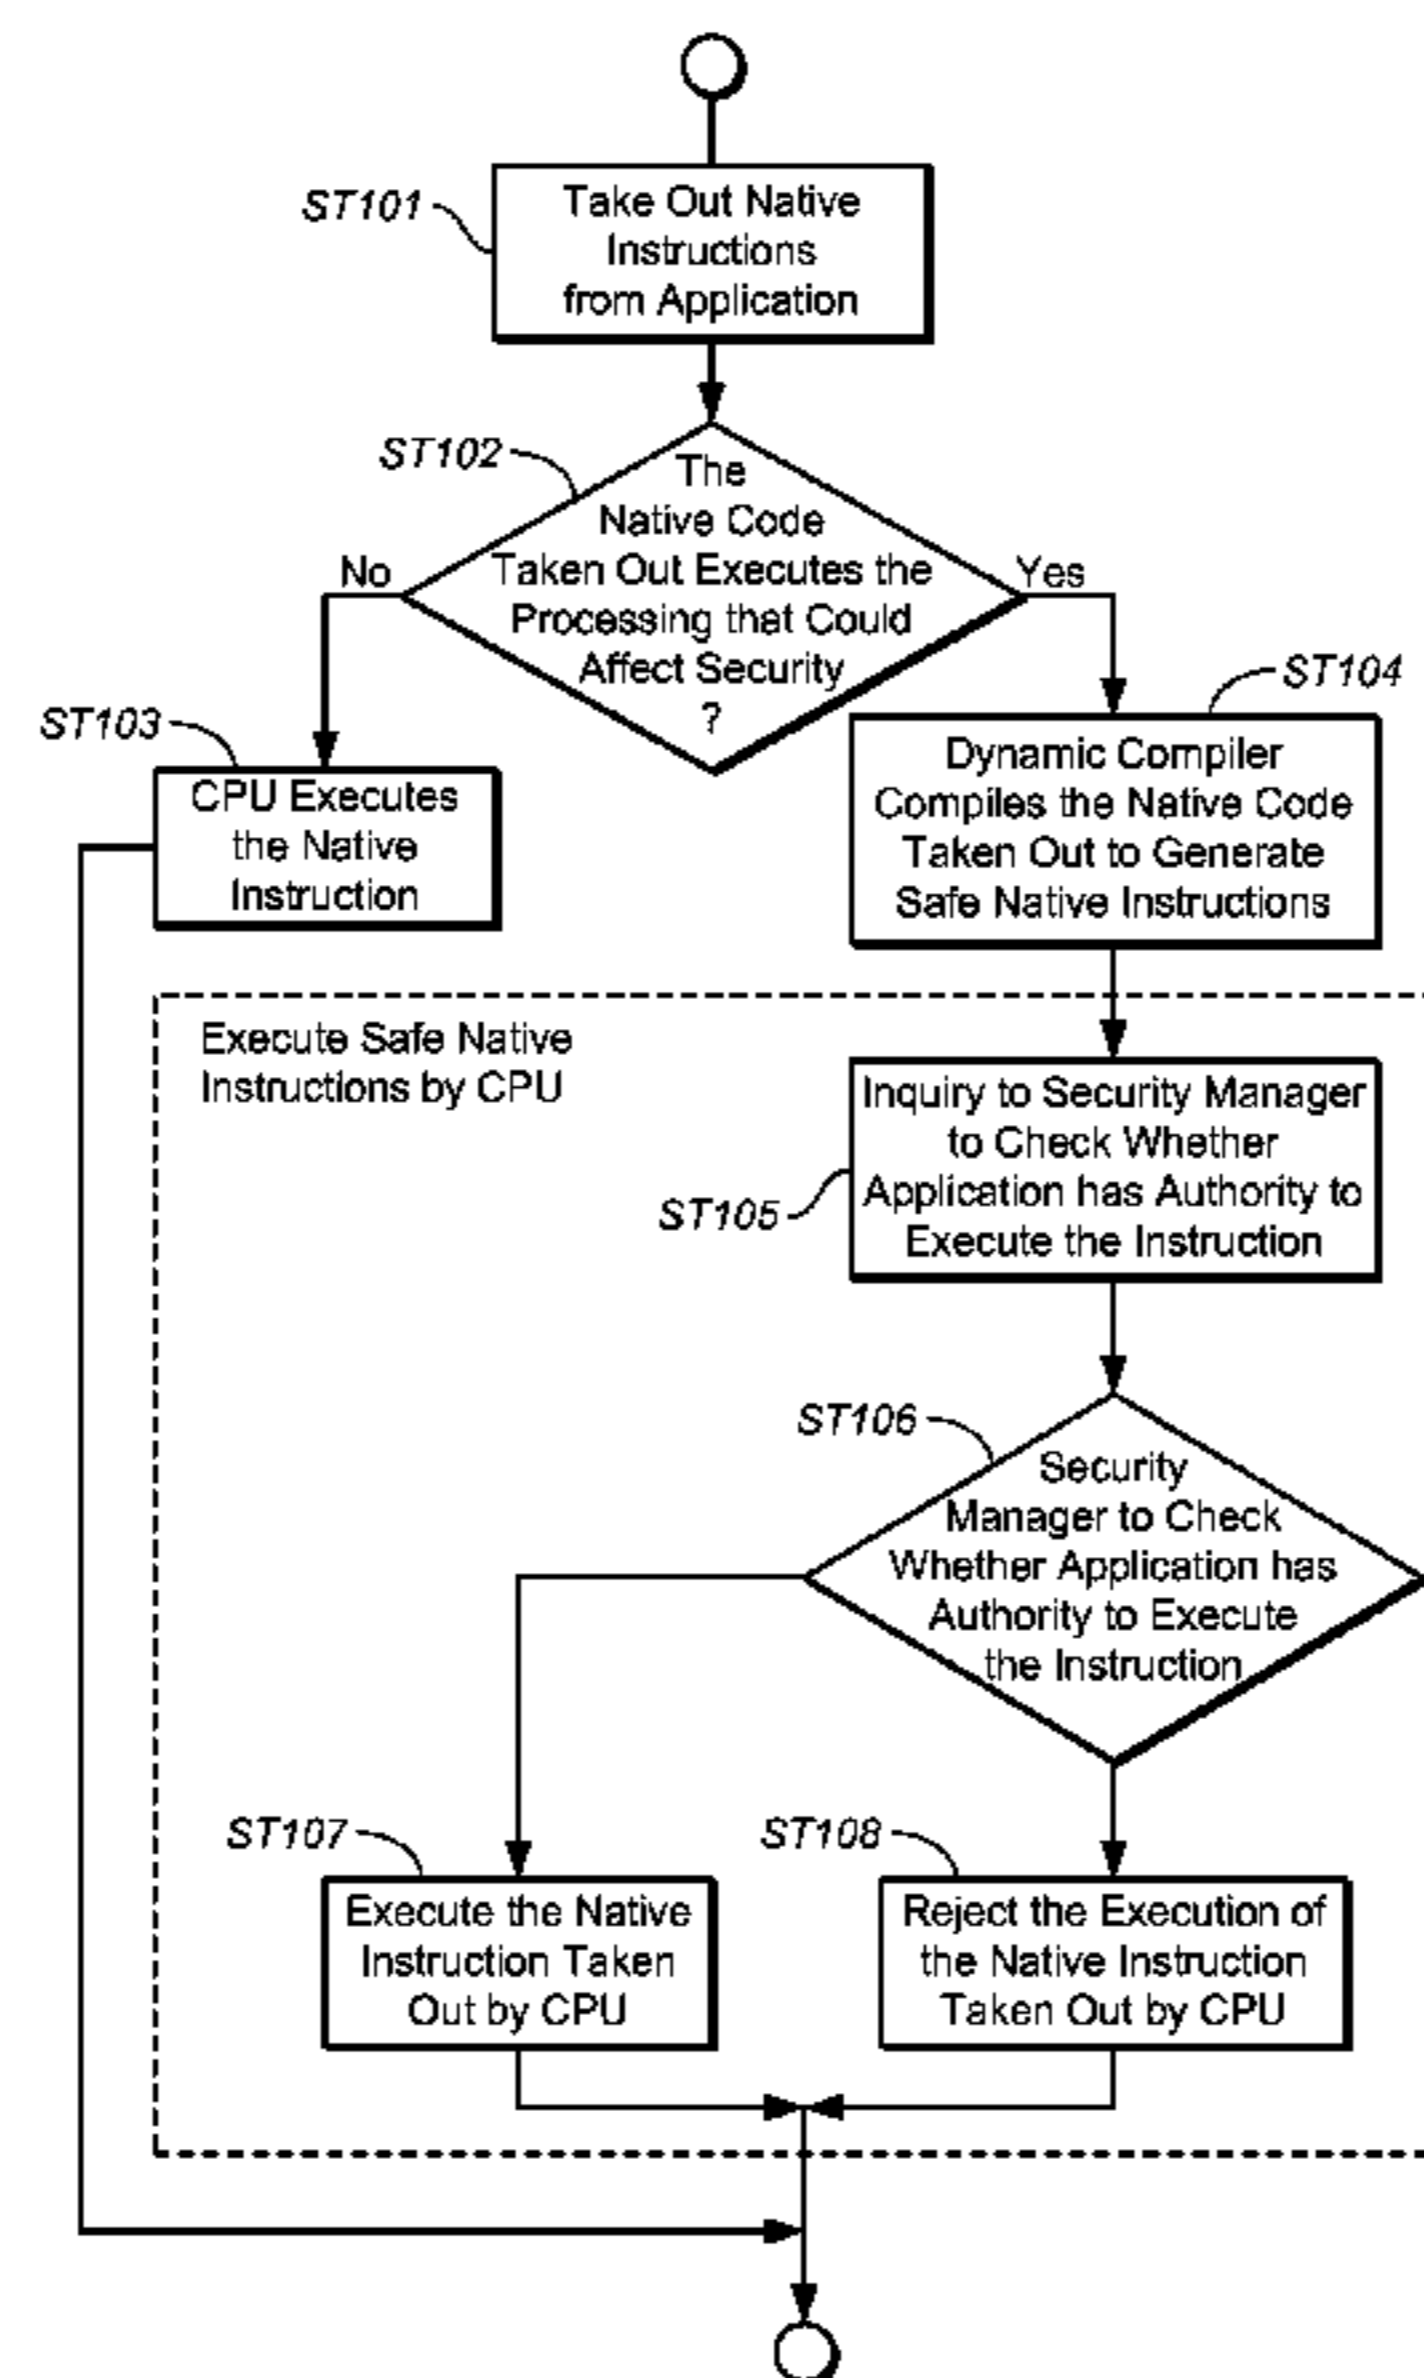 ST101
Take Out Native
Instructions
from Application
ST102
The
Native Code
Taken Out Executes the
Processing that Could
Affect Security
?
No
Yes
ST103
CPU Executes
the Native
Instruction
ST104
Dynamic Compiler
Compiles the Native Code
Taken Out to Generate
Safe Native Instructions
Execute Safe Native
Instructions by CPU
ST105
Inquiry to Security Manager
to Check Whether
Application has Authority to
Execute the Instruction
ST106
Security
Manager to Check
Whether Application has
Authority to Execute
the Instruction
ST107
Execute the Native
Instruction Taken
Out by CPU
ST108
Reject the Execution of
the Native Instruction
Taken Out by CPU